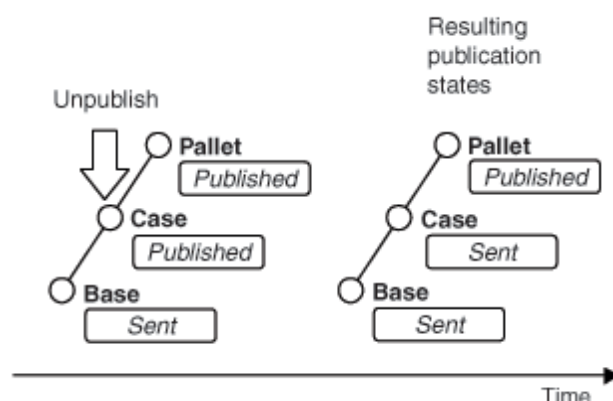 Resulting
publication
states
Unpublish
Pallet
Published
Case
Published
Base
Sent
Pallet
Published
Case
Sent
Base
Sent
Time